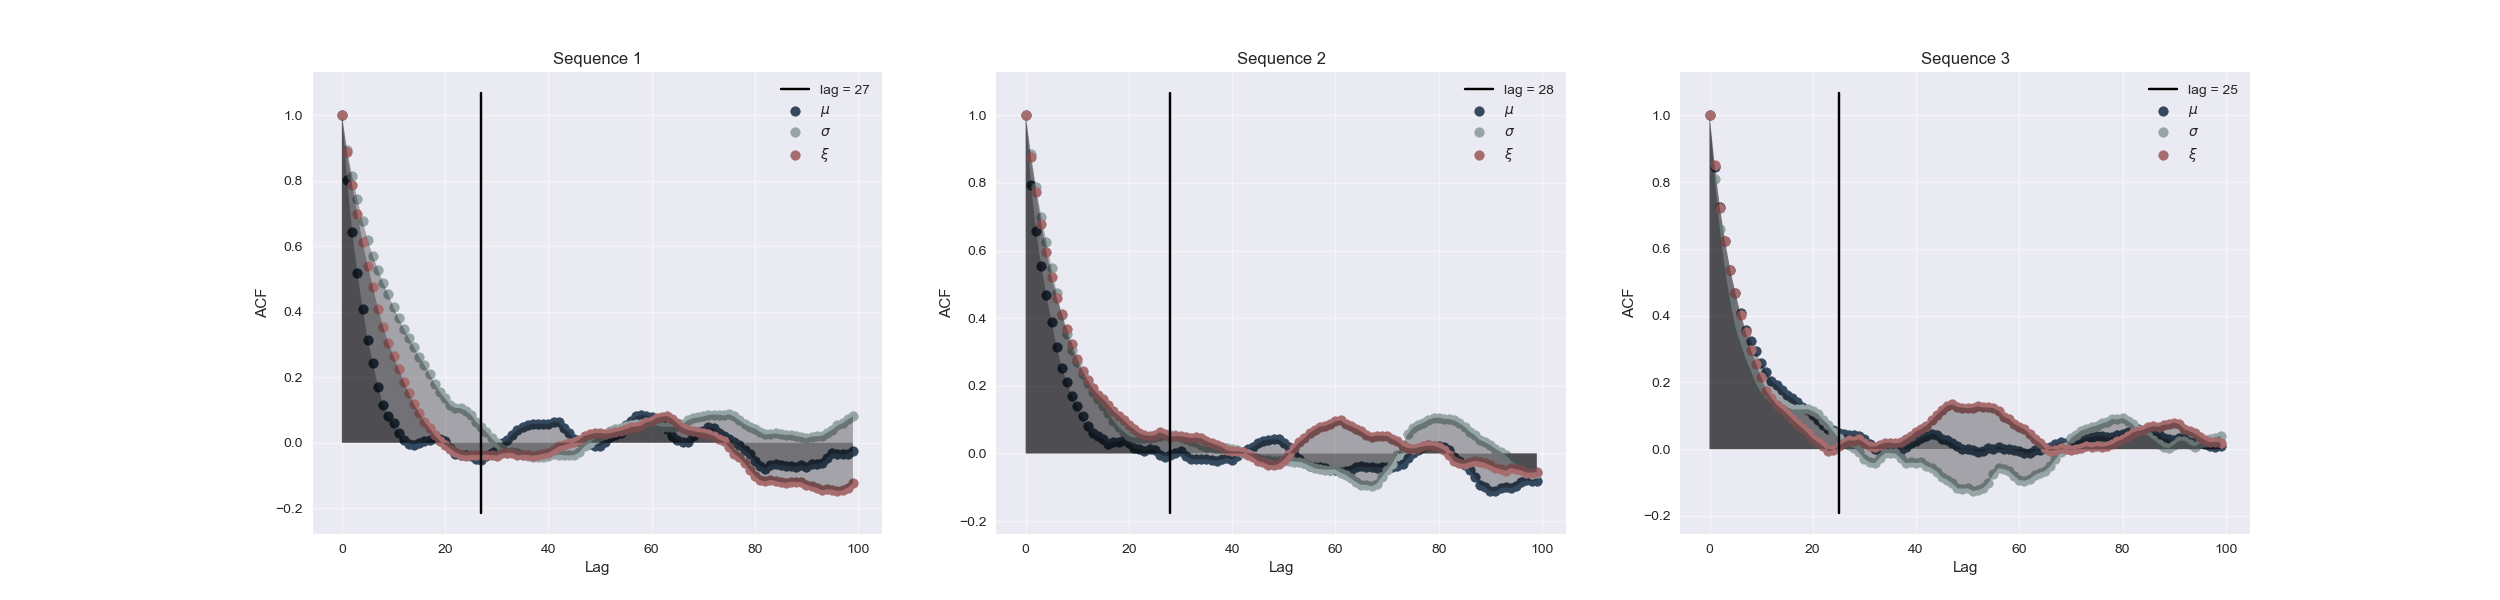 Sequence 1
lag = 27
μ
σ
ξ
1.0
0.8
0.6
0.4
0.2
0.0
−0.2
ACF
0 20 40 60 80 100
Lag
Sequence 2
lag = 28
μ
σ
ξ
1.0
0.8
0.6
0.4
0.2
0.0
−0.2
ACF
0 20 40 60 80 100
Lag
Sequence 3
lag = 25
μ
σ
ξ
1.0
0.8
0.6
0.4
0.2
0.0
−0.2
ACF
0 20 40 60 80 100
Lag